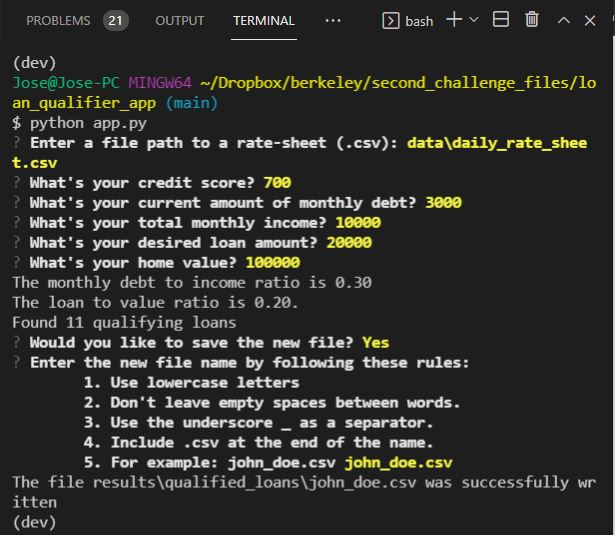 PROBLEMS 21 OUTPUT TERMINAL ... bash
(dev)
Jose@Jose-PC MINGW64 ~/Dropbox/berkeley/second_challenge_files/lo
an_qualifier_app (main)
$ python app.py
? Enter a file path to a rate-sheet (.csv): data\daily_rate_shee
t.csv
? What's your credit score? 700
? What's your current amount of monthly debt? 3000
? What's your total monthly income? 10000
? What's your desired loan amount? 20000
? What's your home value? 100000
The monthly debt to income ratio is 0.30
The loan to value ratio is 0.20.
Found 11 qualifying loans
? Would you like to save the new file? Yes
? Enter the new file name by following these rules:
1. Use lowercase letters
2. Don't leave empty spaces between words.
3. Use the underscore _ as a separator.
4. Include .csv at the end of the name.
5. For example: john_doe.csv john_doe.csv
The file results\qualified_loans\john_doe.csv was successfully wr
itten
(dev)